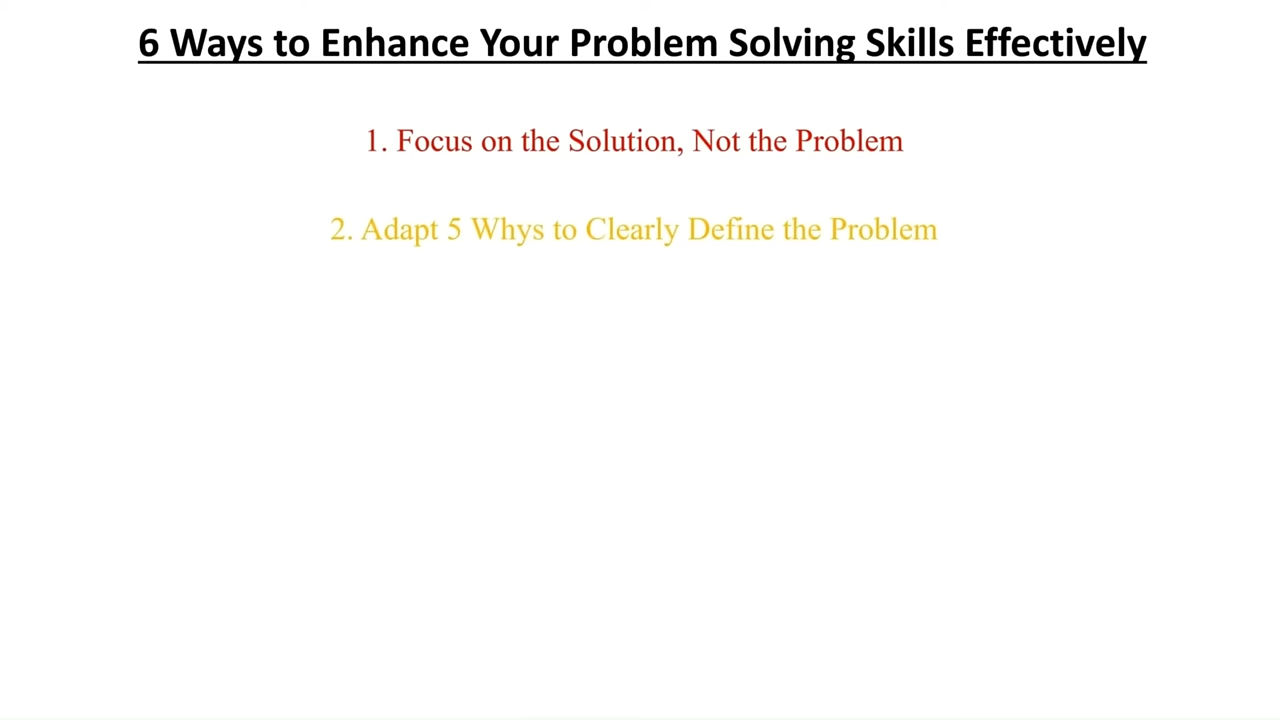 6 Ways to Enhance Your Problem Solving Skills Effectively
1. Focus on the Solution, Not the Problem
2. Adapt 5 Whys to Clearly Define the Problem